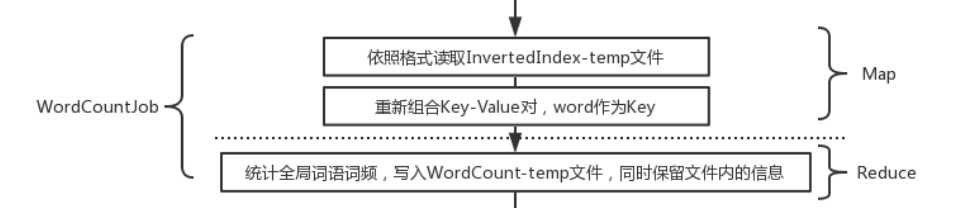 依照格式读取InvertedIndex-temp文件
Map
重新组合Key-Value对，word作为Key
WordCountJob
统计全局词语词频，写入WordCount-temp文件，同时保留文件内的信息
Reduce